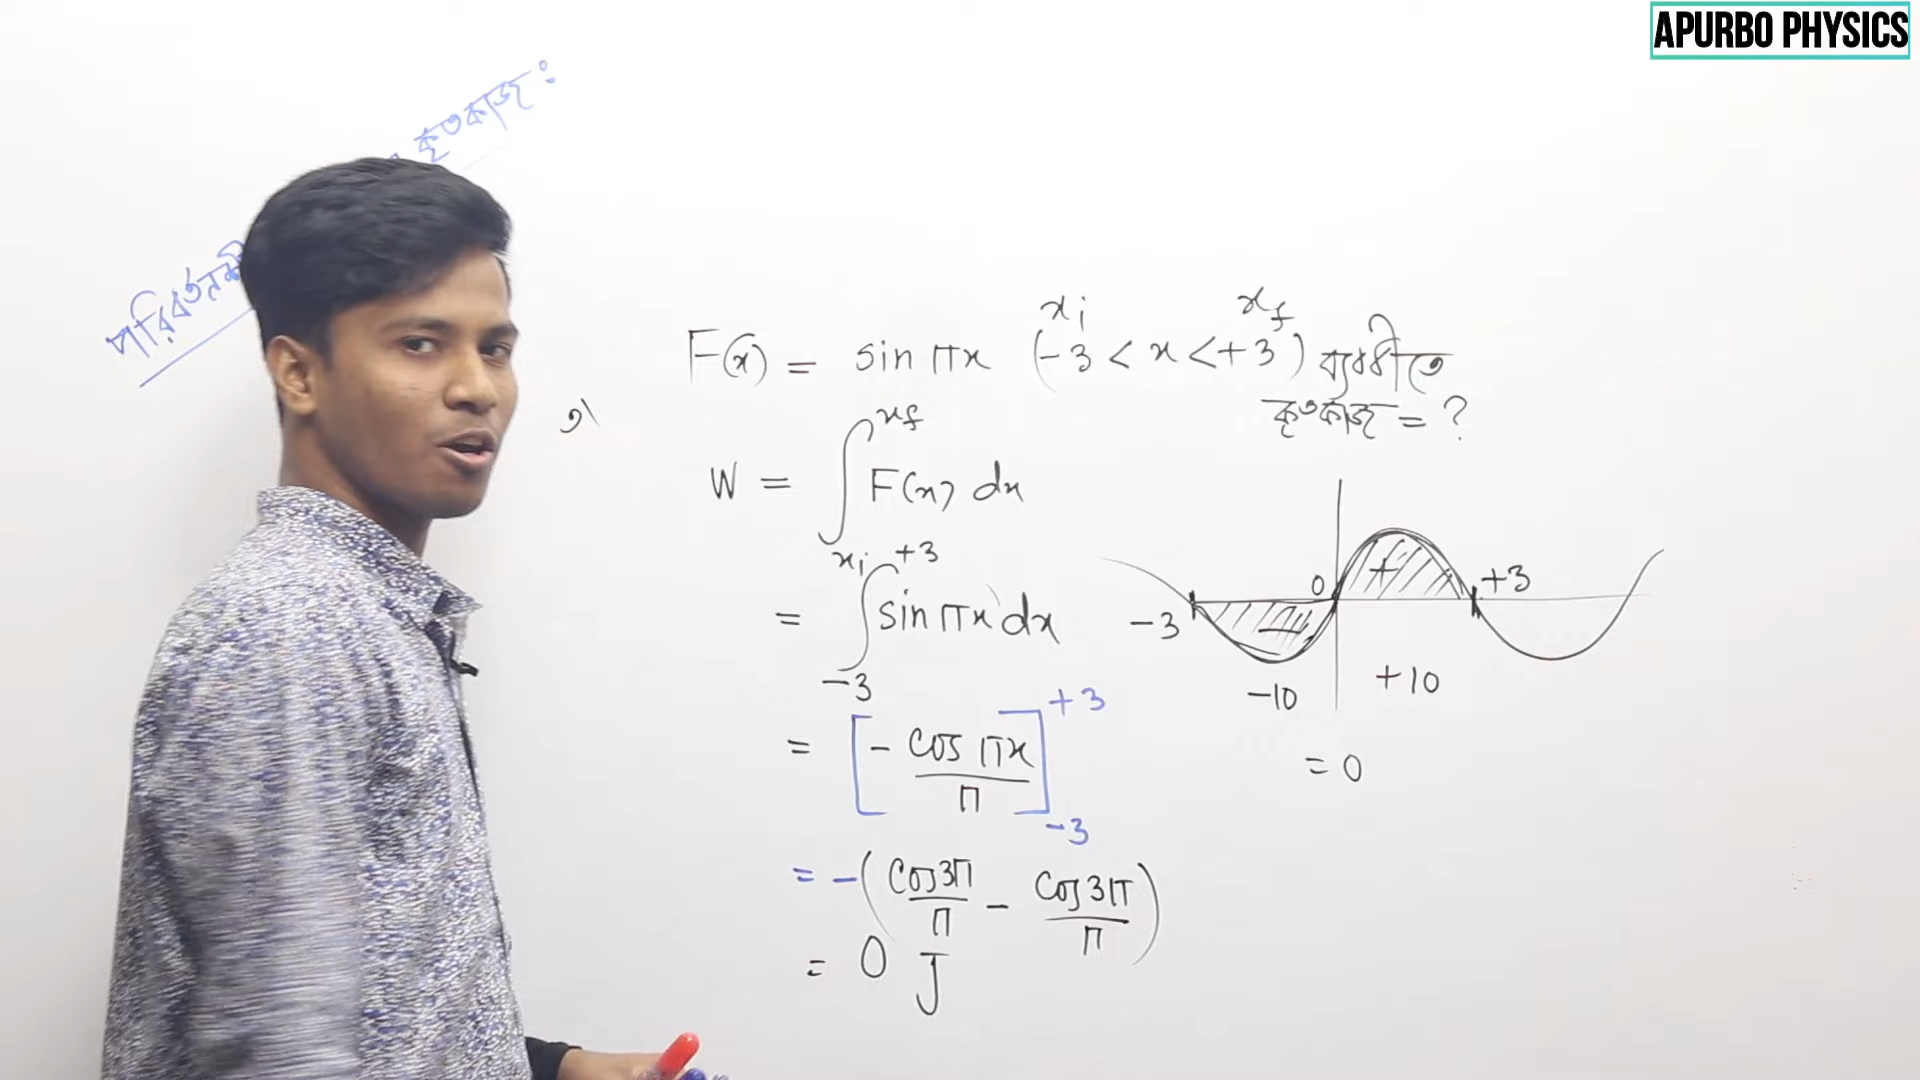 APURBO PHYSICS
পরিবর্তনশী
কৃতকাজ :
xi xf
৩৷ F(x) = sin πx (-3 < x < +3) ব্যবধীতে
কৃতকাজ = ?
W = ∫ xf xi F(x) dx
= ∫ +3 -3 sin πx dx
= [- cos πx / π] +3 -3
= -(cos3π / π - cos3π / π)
= 0 J
0 + +3
-3 -
-10 +10
= 0